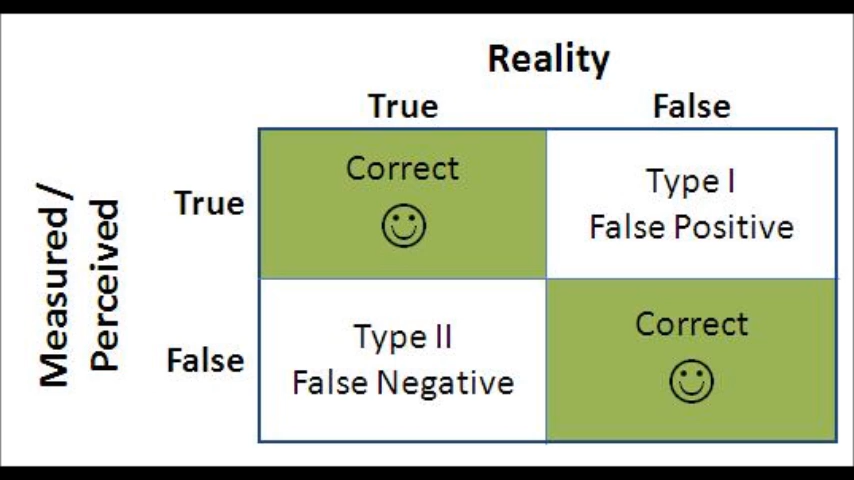 Reality
True
False
Measured /
Perceived
True
Correct
Type I
False Positive
False
Type II
False Negative
Correct